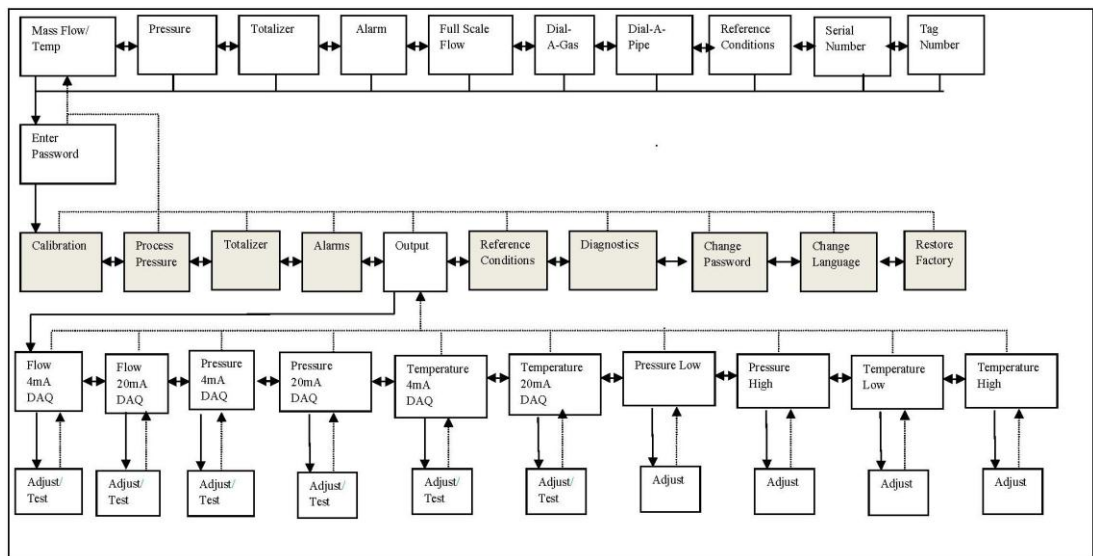 Mass Flow/
Temp
Pressure
Totalizer
Alarm
Full Scale
Flow
Dial-
A-Gas
Dial-A-
Pipe
Reference
Conditions
Serial
Number
Tag
Number
Enter
Password
Calibration
Process
Pressure
Totalizer
Alarms
Output
Reference
Conditions
Diagnostics
Change
Password
Change
Language
Restore
Factory
Flow
4mA
DAQ
Flow
20mA
DAQ
Pressure
4mA
DAQ
Pressure
20mA
DAQ
Temperature
4mA
DAQ
Temperature
20mA
DAQ
Pressure Low
Pressure
High
Temperature
Low
Temperature
High
Adjust/
Test
Adjust/
Test
Adjust/
Test
Adjust/
Test
Adjust/
Test
Adjust/
Test
Adjust
Adjust
Adjust
Adjust